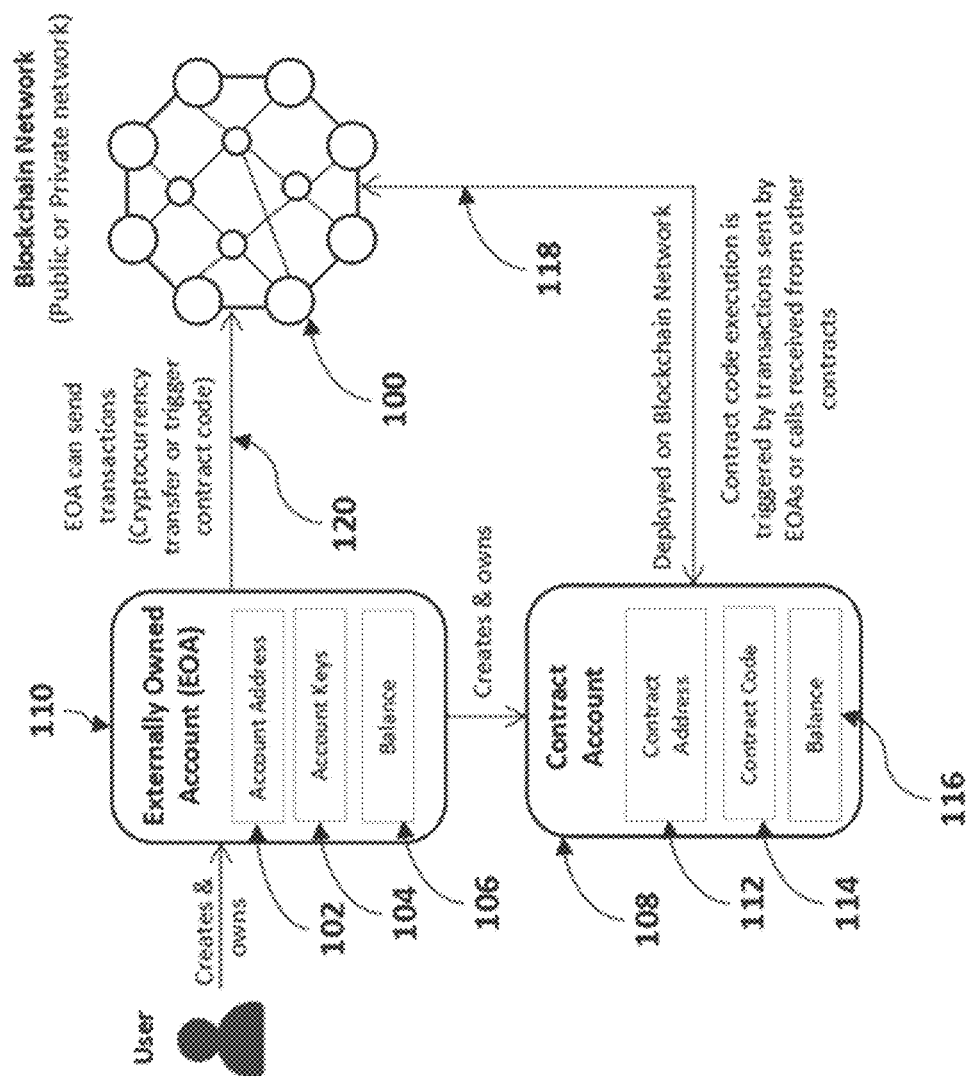 User
Creates &
owns
110
Externally Owned
Account (EOA)
Account Address
Account Keys
Balance
102
104
106
EOA can send
transactions
(Cryptocurrency
transfer or trigger
contract code)
120
Blockchain Network
(Public or Private network)
100
Creates & owns
Contract
Account
Contract
Address
Contract Code
Balance
108
112
114
116
Deployed on Blockchain Network
118
Contract code execution is
triggered by transactions sent by
EOAs or calls received from other
contracts